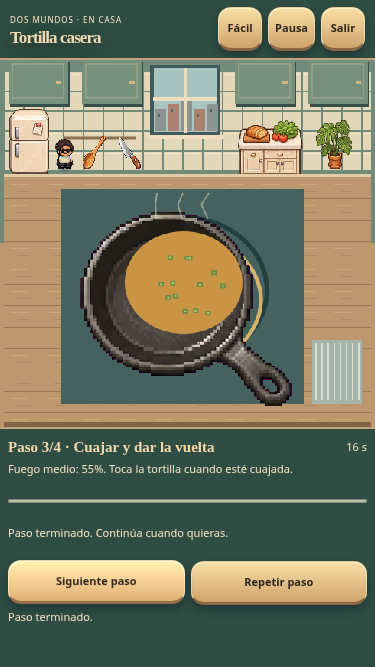 DOS MUNDOS · EN CASA
Tortilla casera
Fácil
Pausa
Salir
Paso 3/4 · Cuajar y dar la vuelta
16 s
Fuego medio: 55%. Toca la tortilla cuando esté cuajada.
Paso terminado. Continúa cuando quieras.
Siguiente paso
Repetir paso
Paso terminado.